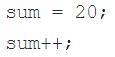 sum = 20;
sum++;